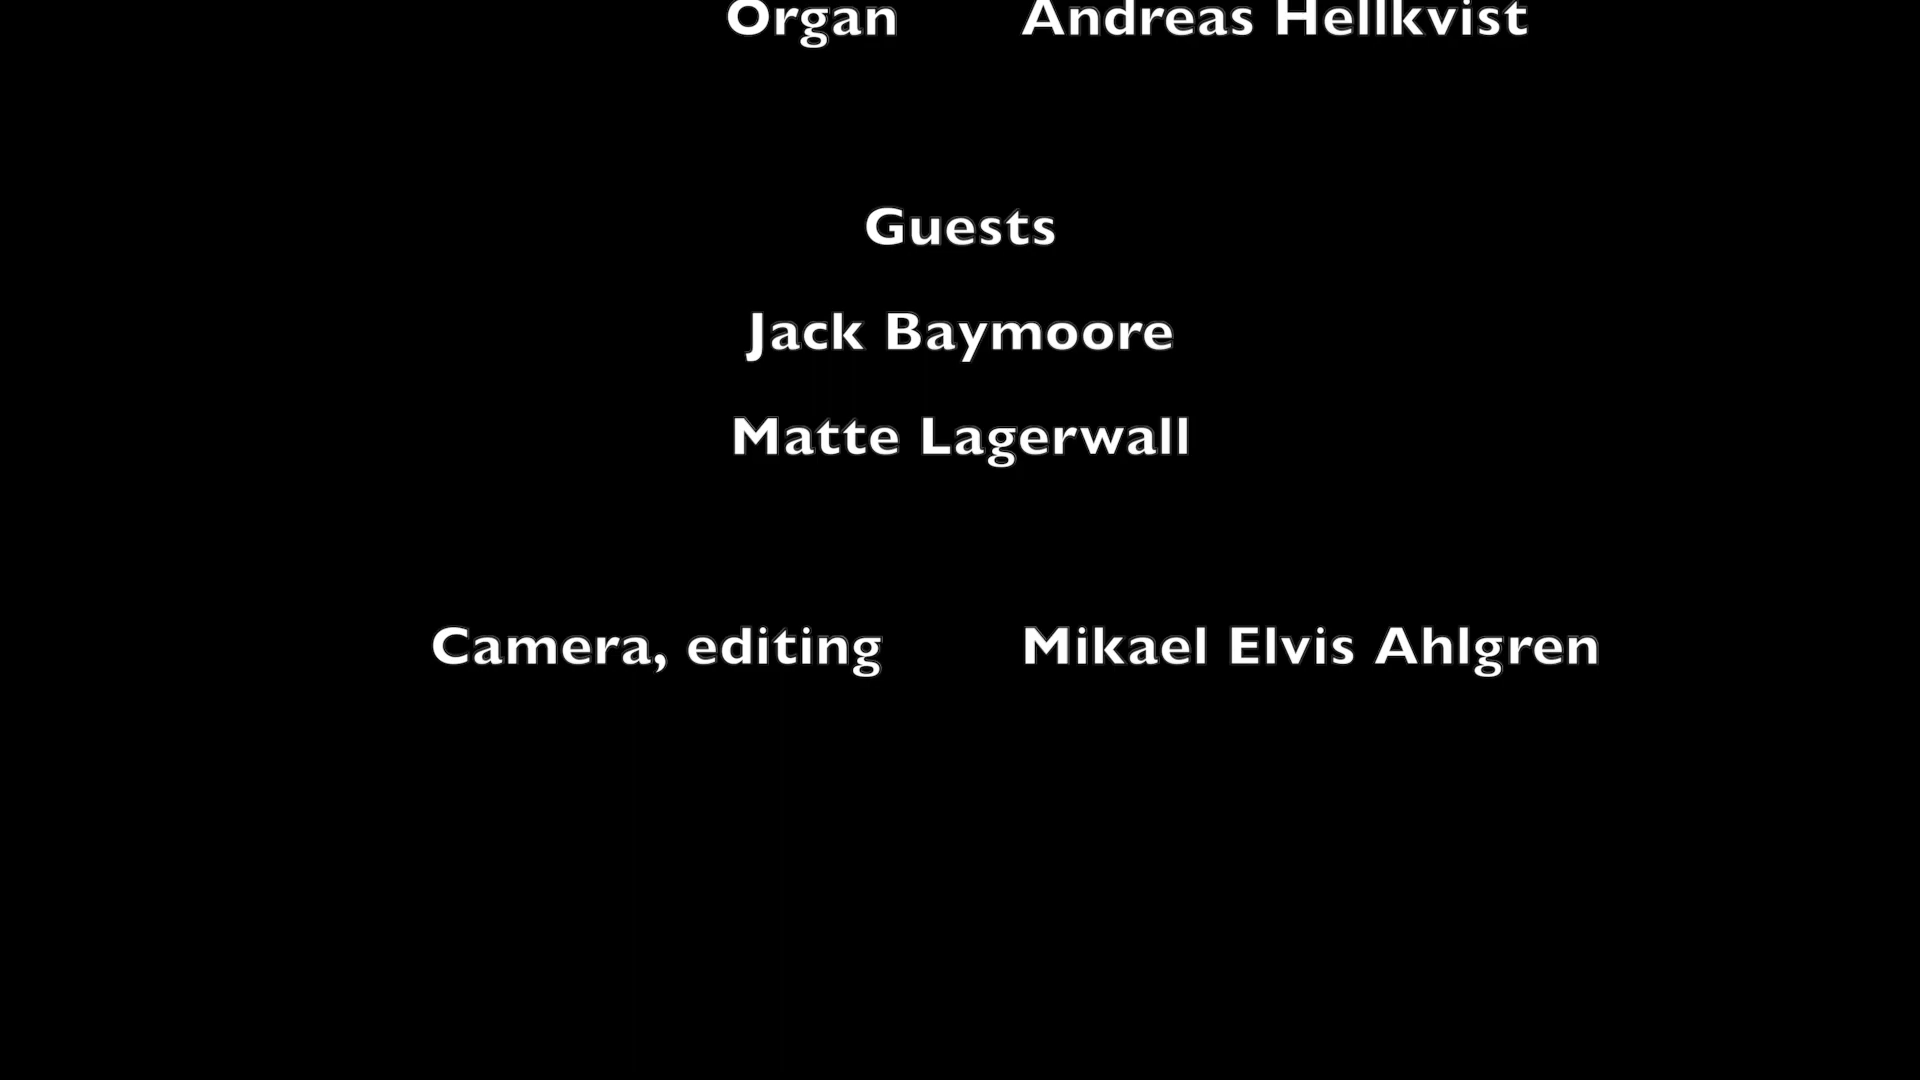 Organ Andreas Hellkvist
Guests
Jack Baymoore
Matte Lagerwall
Camera, editing Mikael Elvis Ahlgren